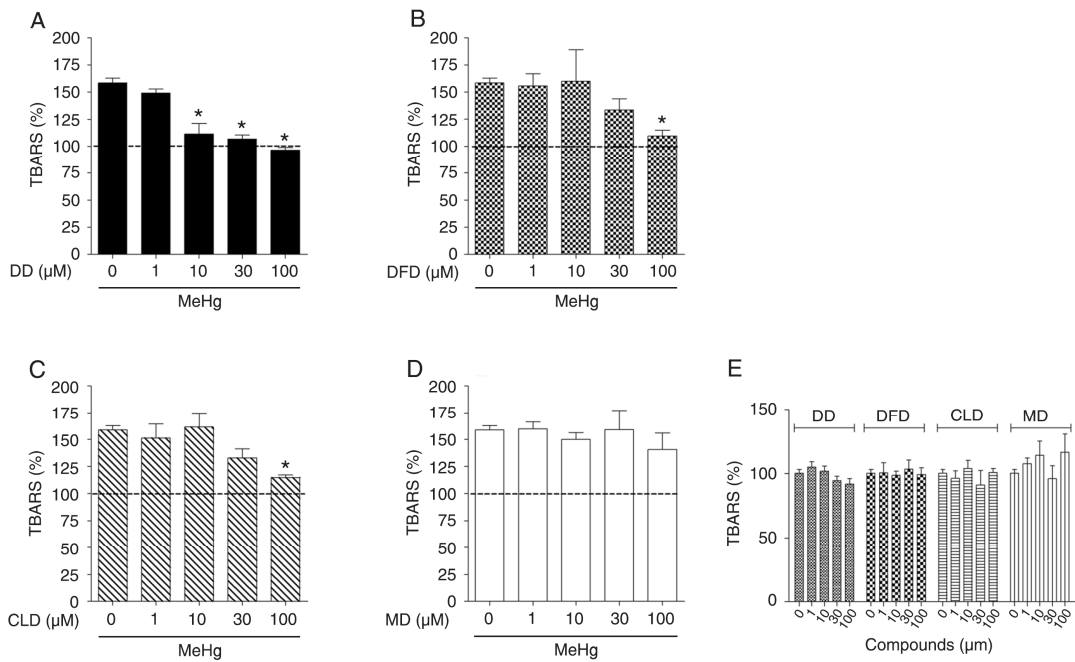 A
200
175
150
125
100
75
50
25
0
TBARS (%)
* * *
DD (µM) 0 1 10 30 100
MeHg
B
200
175
150
125
100
75
50
25
0
TBARS (%)
*
DFD (µM) 0 1 10 30 100
MeHg
C
200
175
150
125
100
75
50
25
0
TBARS (%)
*
CLD (µM) 0 1 10 30 100
MeHg
D
200
175
150
125
100
75
50
25
0
TBARS (%)
MD (µM) 0 1 10 30 100
MeHg
E
150
100
50
0
TBARS (%)
DD DFD CLD MD
0 1 10 30 100 0 1 10 30 100 0 1 10 30 100 0 1 10 30 100
Compounds (µm)